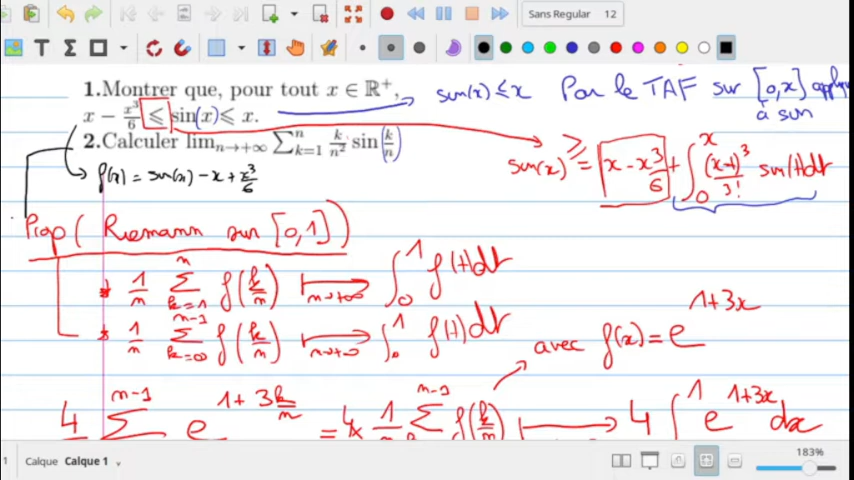 Sans Regular 12
1.Montrer que, pour tout x ∈ ℝ⁺,
x − x³/6 ⩽ sin(x) ⩽ x.
sin(x) ≤ x Par le TAF sur [0,x]
à sin
2.Calculer lim n→+∞ ∑ k=1 n k/n² sin(k/n)
sin(x) ≥ = x − x³/6 + ∫₀ˣ (x-t)³/3! sin(t)dt
f(x) = sin(x) − x + x³/6
Prop ( Riemann sur [0,1] )
* 1/n ∑ k=1 n f(k/n) ⟼ n→+∞ ∫₀¹ f(t)dt
* 1/n ∑ k=0 n−1 f(k/n) ⟼ n→+∞ ∫₀¹ f(t)dt
avec f(x) = e^1+3x
4 ∑ n−1 e^1+3k/n = 4× 1/n ∑ n−1 f(k/n) ⟼ 4 ∫ 1 e^1+3x dx
1 Calque Calque 1 183%